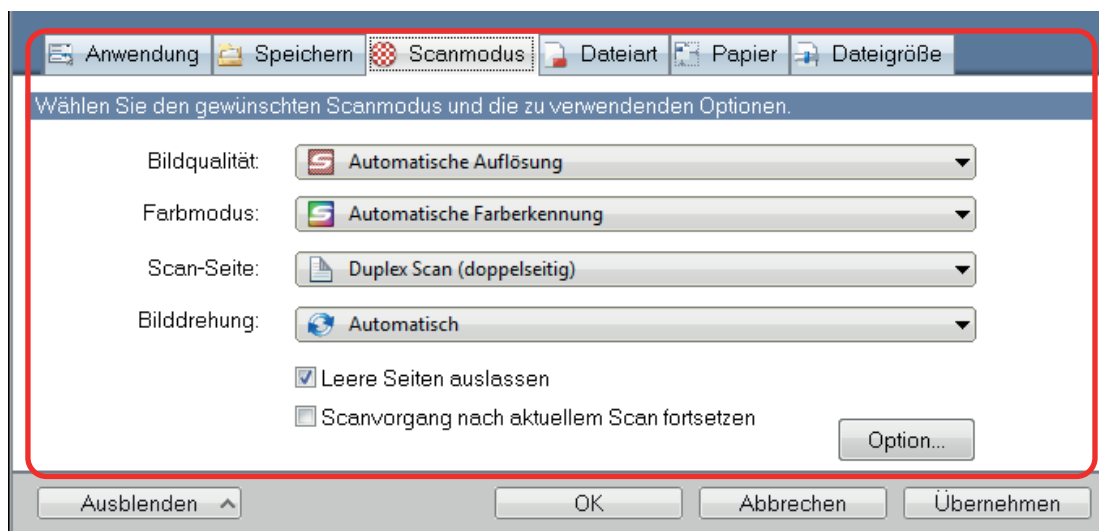 Anwendung Speichern Scanmodus Dateiart Papier Dateigröße
Wählen Sie den gewünschten Scanmodus und die zu verwendenden Optionen.
Bildqualität: Automatische Auflösung
Farbmodus: Automatische Farberkennung
Scan-Seite: Duplex Scan (doppelseitig)
Bilddrehung: Automatisch
Leere Seiten auslassen
Scanvorgang nach aktuellem Scan fortsetzen
Option...
Ausblenden OK Abbrechen Übernehmen